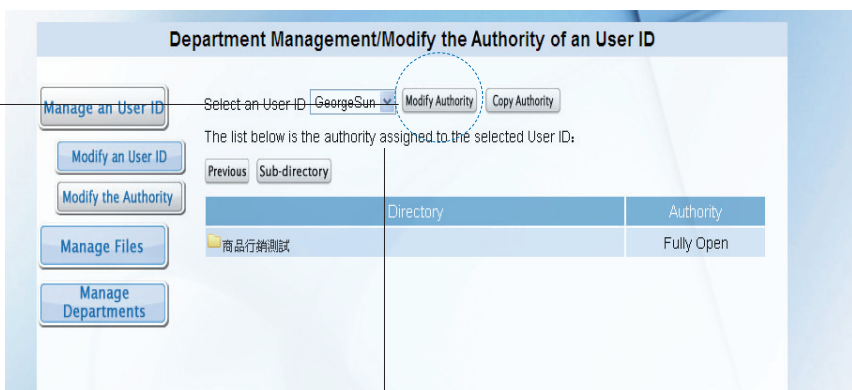 Department Management/Modify the Authority of an User ID
Manage an User ID
Modify an User ID
Modify the Authority
Manage Files
Manage
Departments
Select an User ID GeorgeSun Modify Authority Copy Authority
The list below is the authority assigned to the selected User ID:
Previous Sub-directory
Directory Authority
商品行銷測試 Fully Open